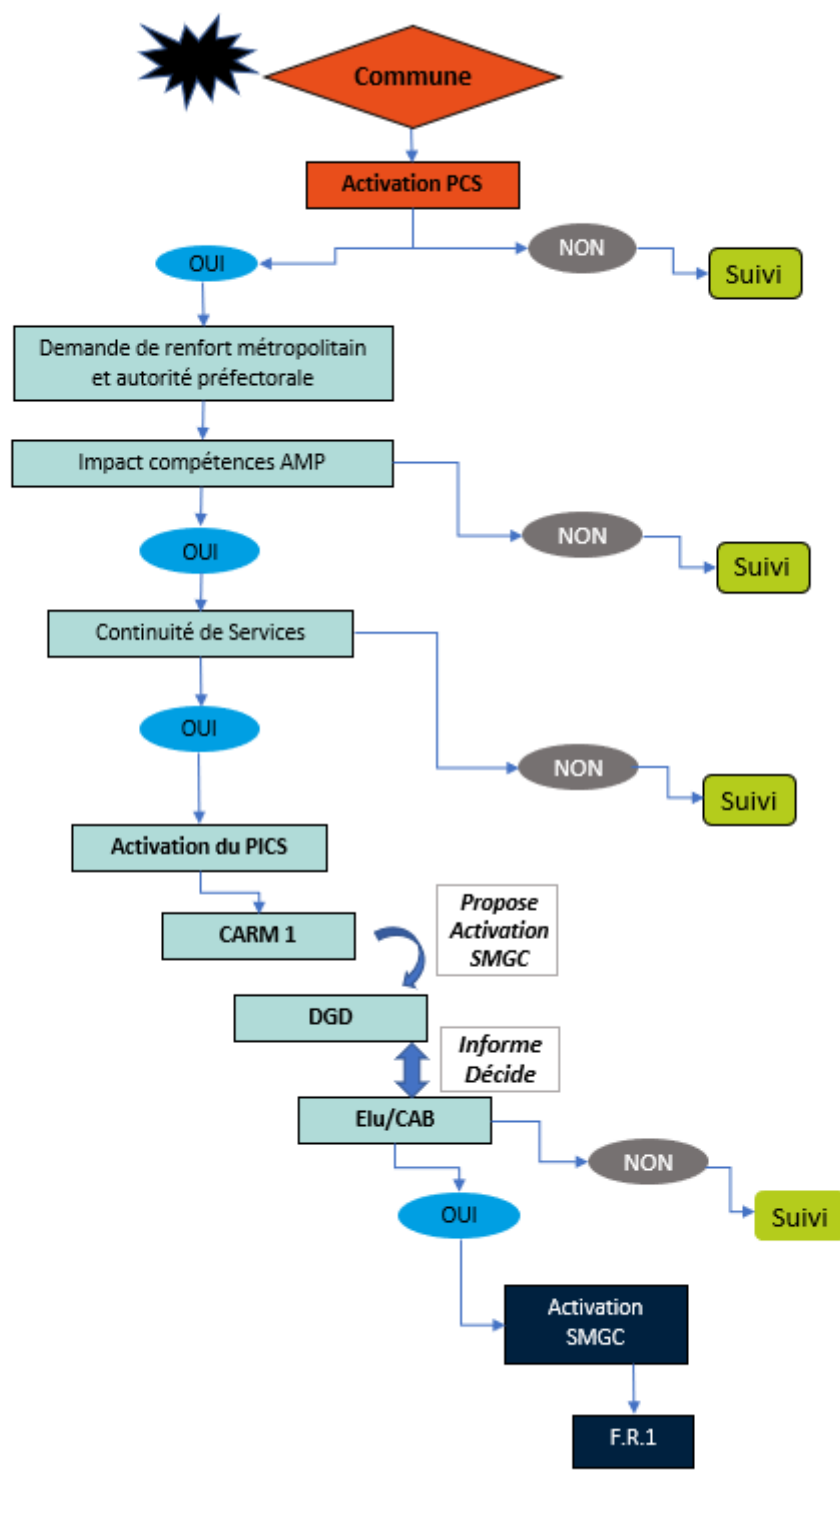 Commune
Activation PCS
OUI
NON
Suivi
Demande de renfort métropolitain
et autorité préfectorale
Impact compétences AMP
OUI
NON
Suivi
Continuité de Services
OUI
NON
Suivi
Activation du PICS
CARM 1
Propose
Activation
SMGC
DGD
Informe
Décide
Elu/CAB
NON
OUI
Suivi
Activation
SMGC
F.R.1